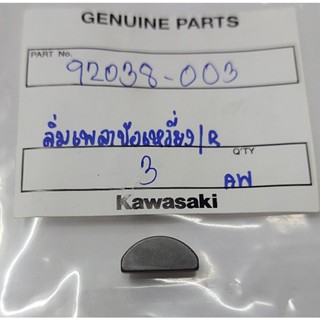 GENUINE PARTS
PART No.
92038-003
ลิ่มเพลาข้อเหวี่ยง/R
Q'TY
3
AW
Kawasaki